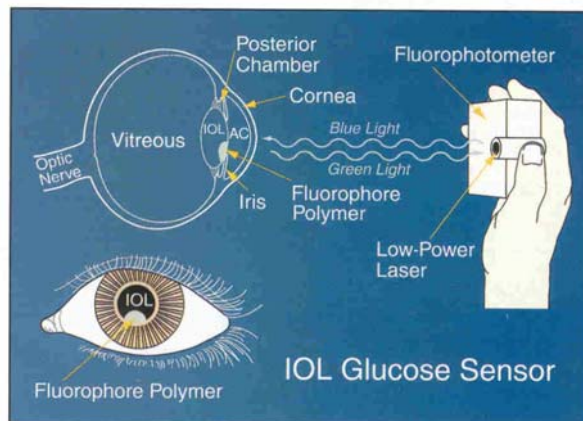 Posterior
Chamber
Cornea
Fluorophotometer
Vitreous
IOL
AC
Blue Light
Green Light
Optic
Nerve
Fluorophore
Polymer
Iris
Low-Power
Laser
IOL
Fluorophore Polymer
IOL Glucose Sensor